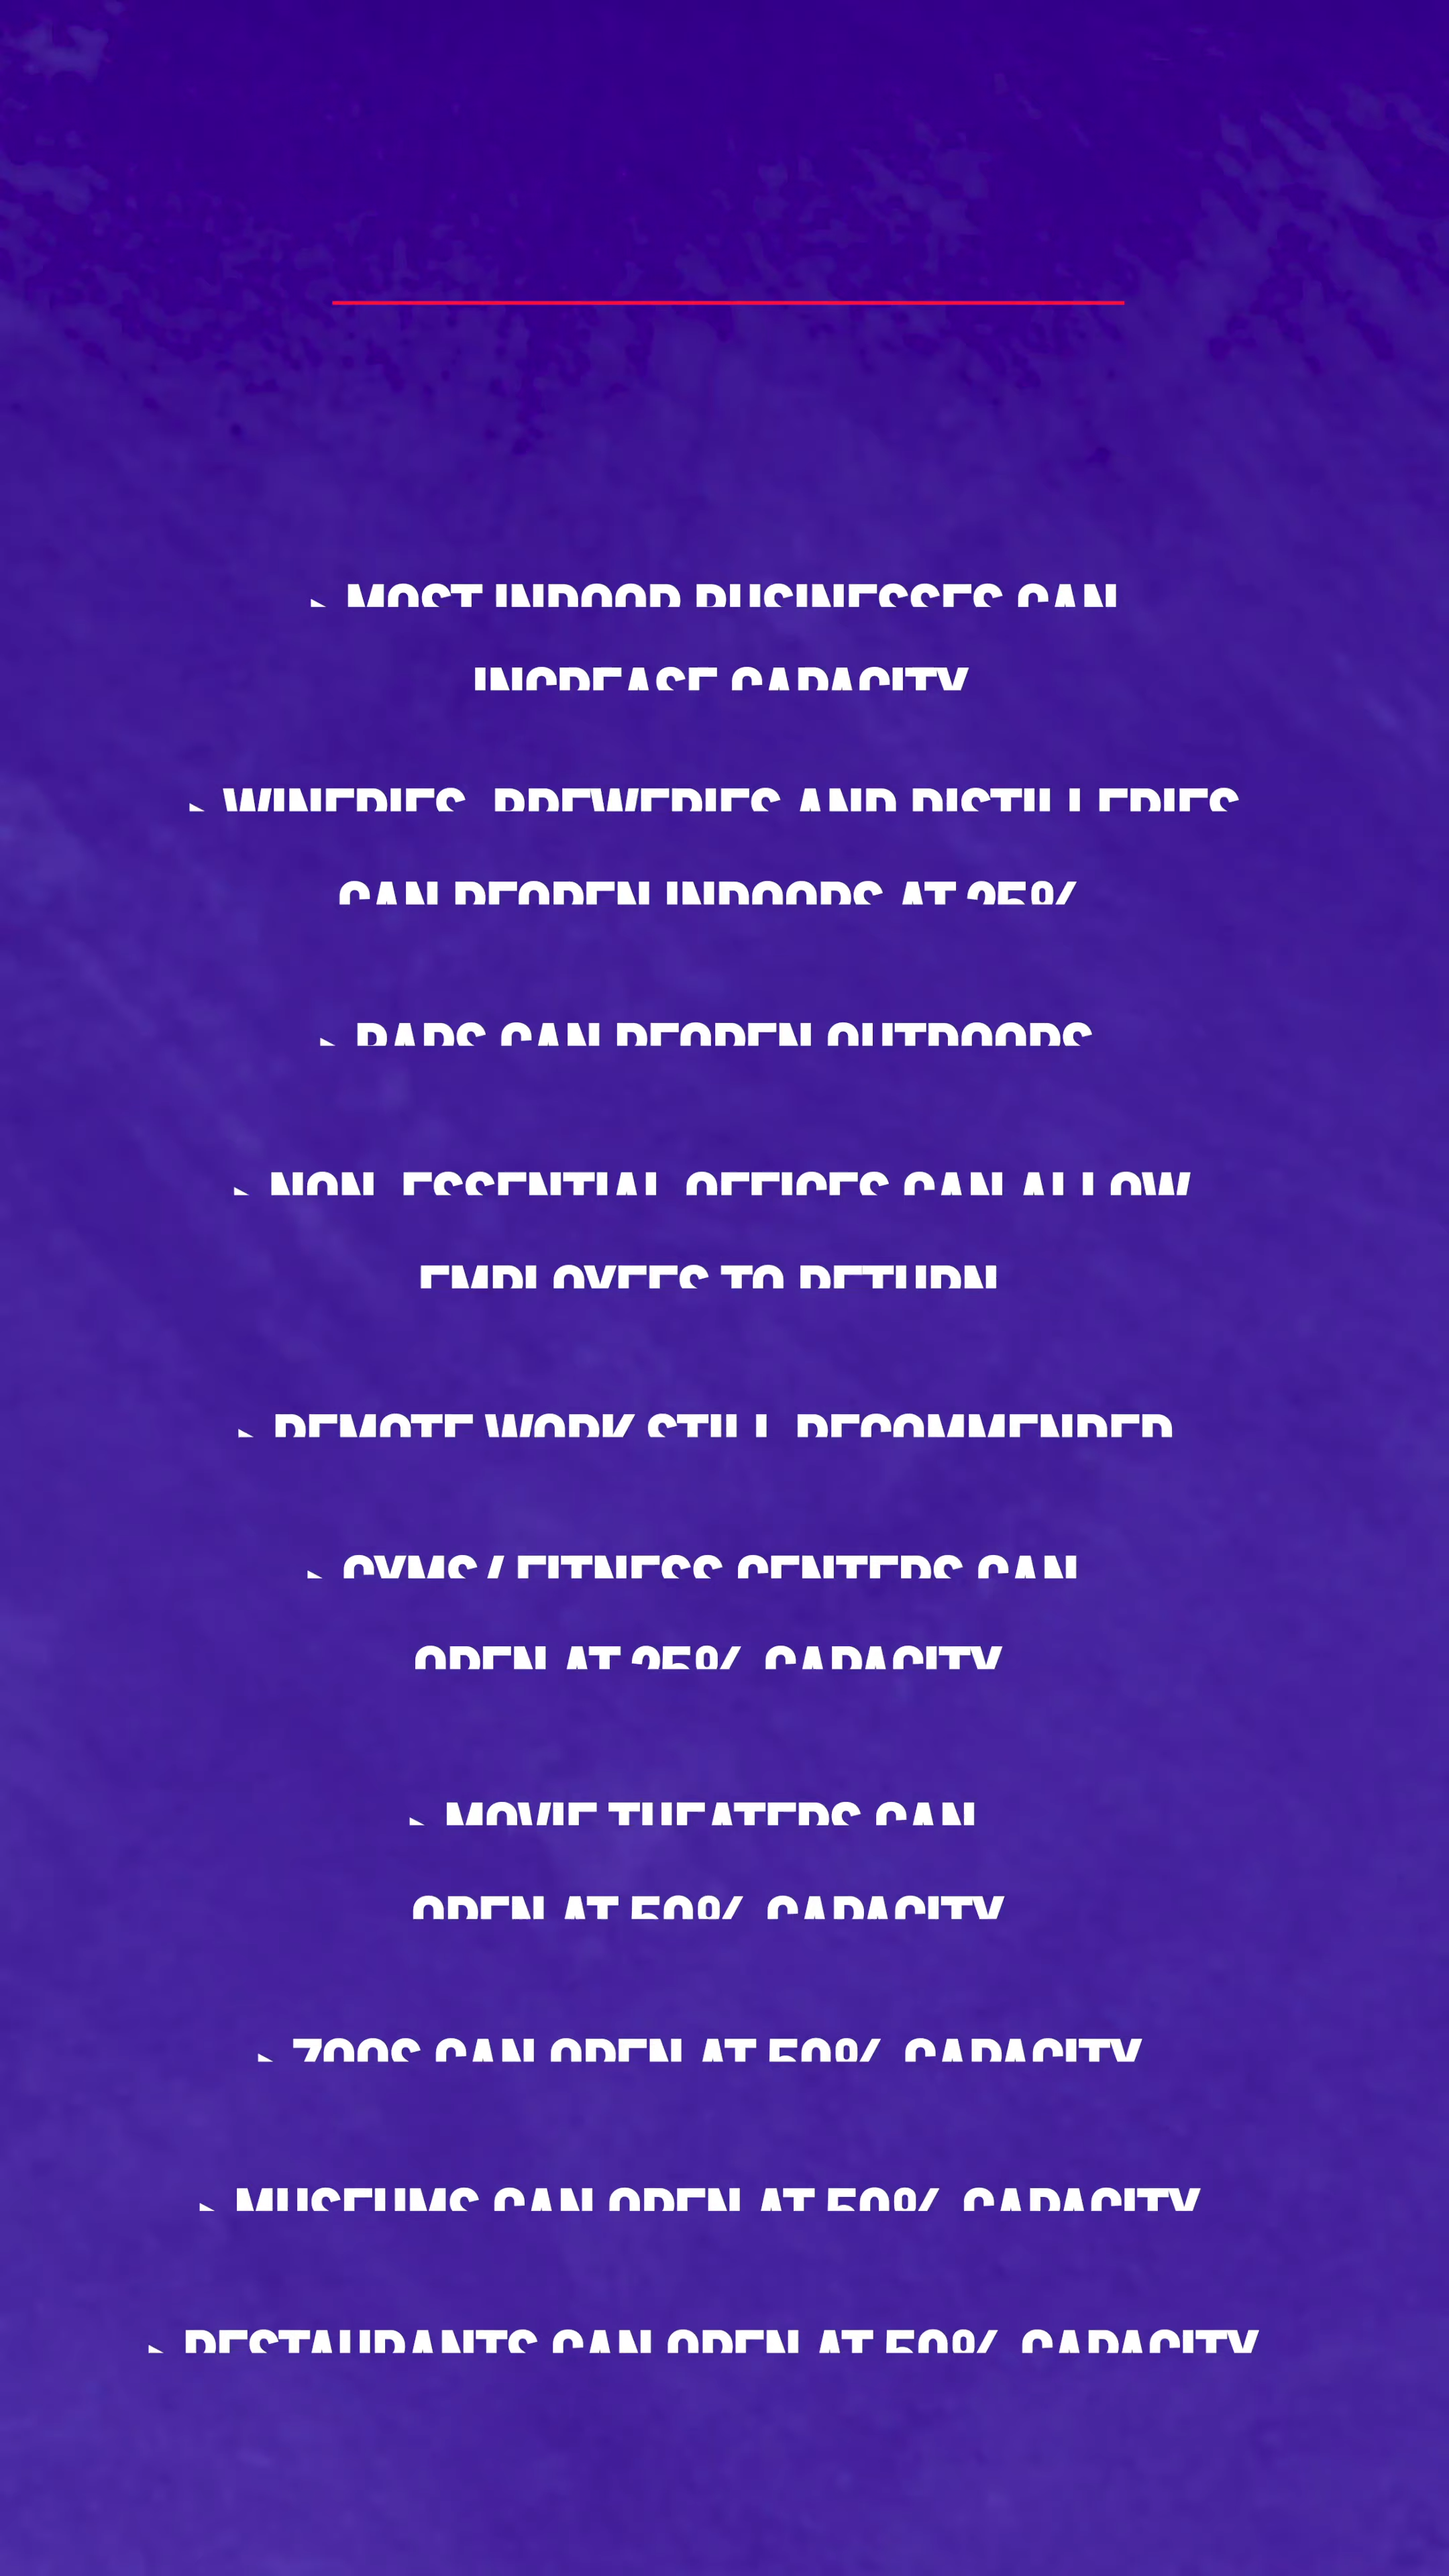 ▸ MOST INDOOR BUSINESSES CAN
INCREASE CAPACITY
▸ WINERIES, BREWERIES AND DISTILLERIES
CAN REOPEN INDOORS AT 25%
▸ BARS CAN REOPEN OUTDOORS
▸ NON-ESSENTIAL OFFICES CAN ALLOW
EMPLOYEES TO RETURN
▸ REMOTE WORK STILL RECOMMENDED
▸ GYMS / FITNESS CENTERS CAN
OPEN AT 25% CAPACITY
▸ MOVIE THEATERS CAN
OPEN AT 50% CAPACITY
▸ ZOOS CAN OPEN AT 50% CAPACITY
▸ MUSEUMS CAN OPEN AT 50% CAPACITY
▸ RESTAURANTS CAN OPEN AT 50% CAPACITY